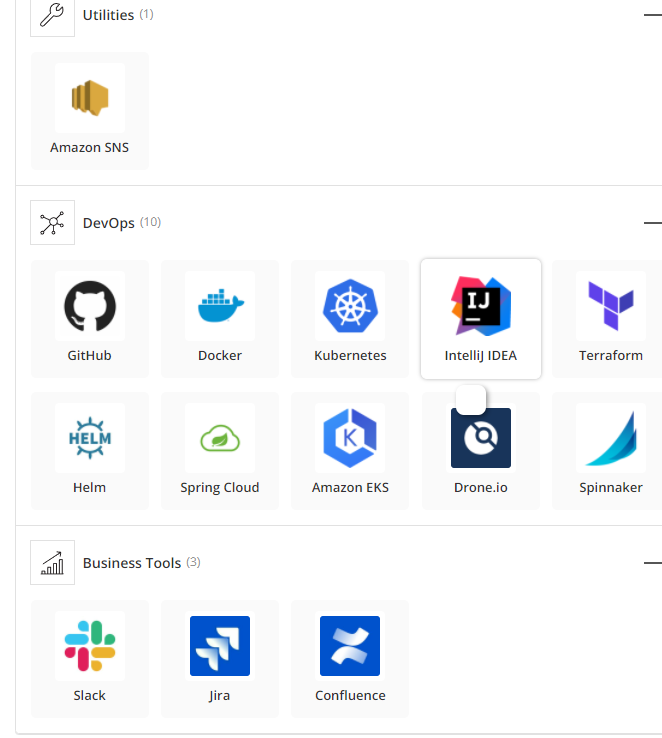 Utilities (1)
Amazon SNS
DevOps (10)
IJ
GitHub Docker Kubernetes IntelliJ IDEA Terraform
HELM K
Helm Spring Cloud Amazon EKS Drone.io Spinnaker
Business Tools (3)
Slack Jira Confluence